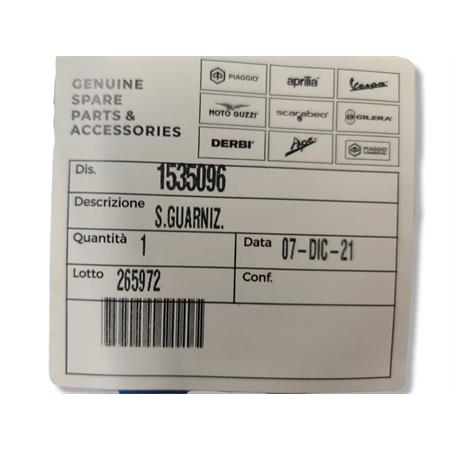 GENUINE
SPARE
PARTS &
ACCESSORIES
PIAGGIO aprilia Vespa
MOTO GUZZI scarabeo GILERA
DERBI Ape PIAGGIO
Dis. 1535096
Descrizione S.GUARNIZ.
Quantità 1 Data 07-DIC-21
Lotto 265972 Conf.